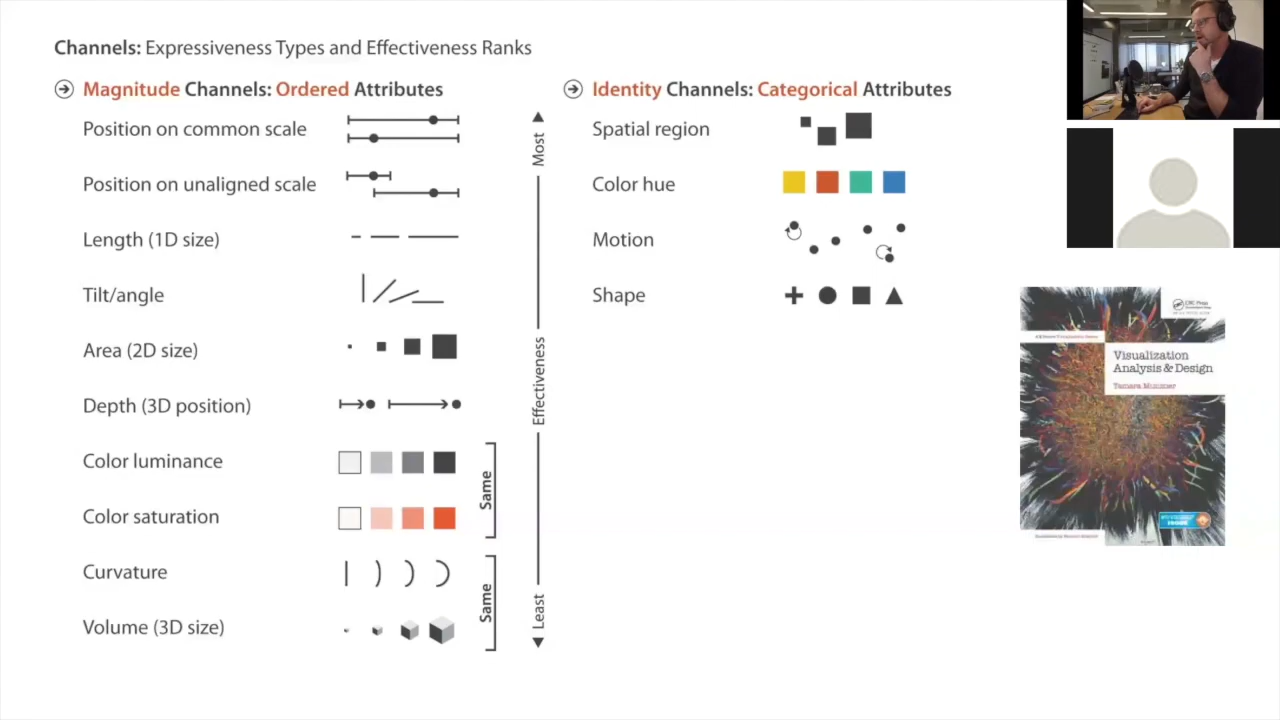 Channels: Expressiveness Types and Effectiveness Ranks
Magnitude Channels: Ordered Attributes
Position on common scale
Position on unaligned scale
Length (1D size)
Tilt/angle
Area (2D size)
Depth (3D position)
Color luminance
Color saturation
Curvature
Volume (3D size)
Same
Same
Most
Effectiveness
Least
Identity Channels: Categorical Attributes
Spatial region
Color hue
Motion
Shape
CRC Press
Visualization
Analysis & Design
Tamara Munzner